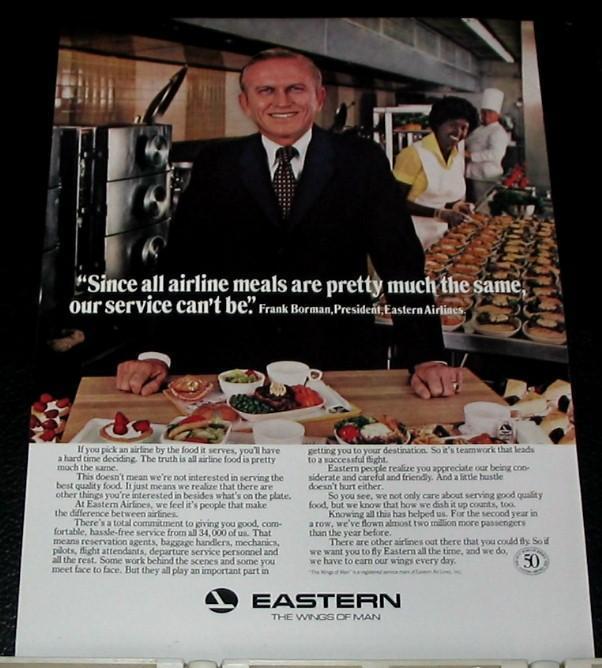 “Since all airline meals are pretty much the same,
our service can’t be.” Frank Borman, President, Eastern Airlines.
If you pick an airline by the food it serves, you’ll have
a hard time deciding. The truth is all airline food is pretty
much the same.
This doesn’t mean we’re not interested in serving the
best quality food. It just means we realize that there are
other things you’re interested in besides what’s on the plate.
At Eastern Airlines, we feel it’s people that make
the difference between airlines.
There’s a total commitment to giving you good, com-
fortable, hassle-free service from all 34,000 of us. That
means reservation agents, baggage handlers, mechanics,
pilots, flight attendants, departure service personnel and
all the rest. Some work behind the scenes and some you
meet face to face. But they all play an important part in
getting you to your destination. So it’s teamwork that leads
to a successful flight.
Eastern people realize you appreciate our being con-
siderate and careful and friendly. And a little hustle
doesn’t hurt either.
So you see, we not only care about serving good quality
food, but we know that how we dish it up counts, too.
Knowing all this has helped us. For the second year in
a row, we’ve flown almost two million more passengers
than the year before.
There are other airlines out there that you could fly. So if
we want you to fly Eastern all the time, and we do,
we have to earn our wings every day.
“The Wings of Man” is a registered service mark of Eastern Air Lines, Inc.
50
EASTERN
THE WINGS OF MAN